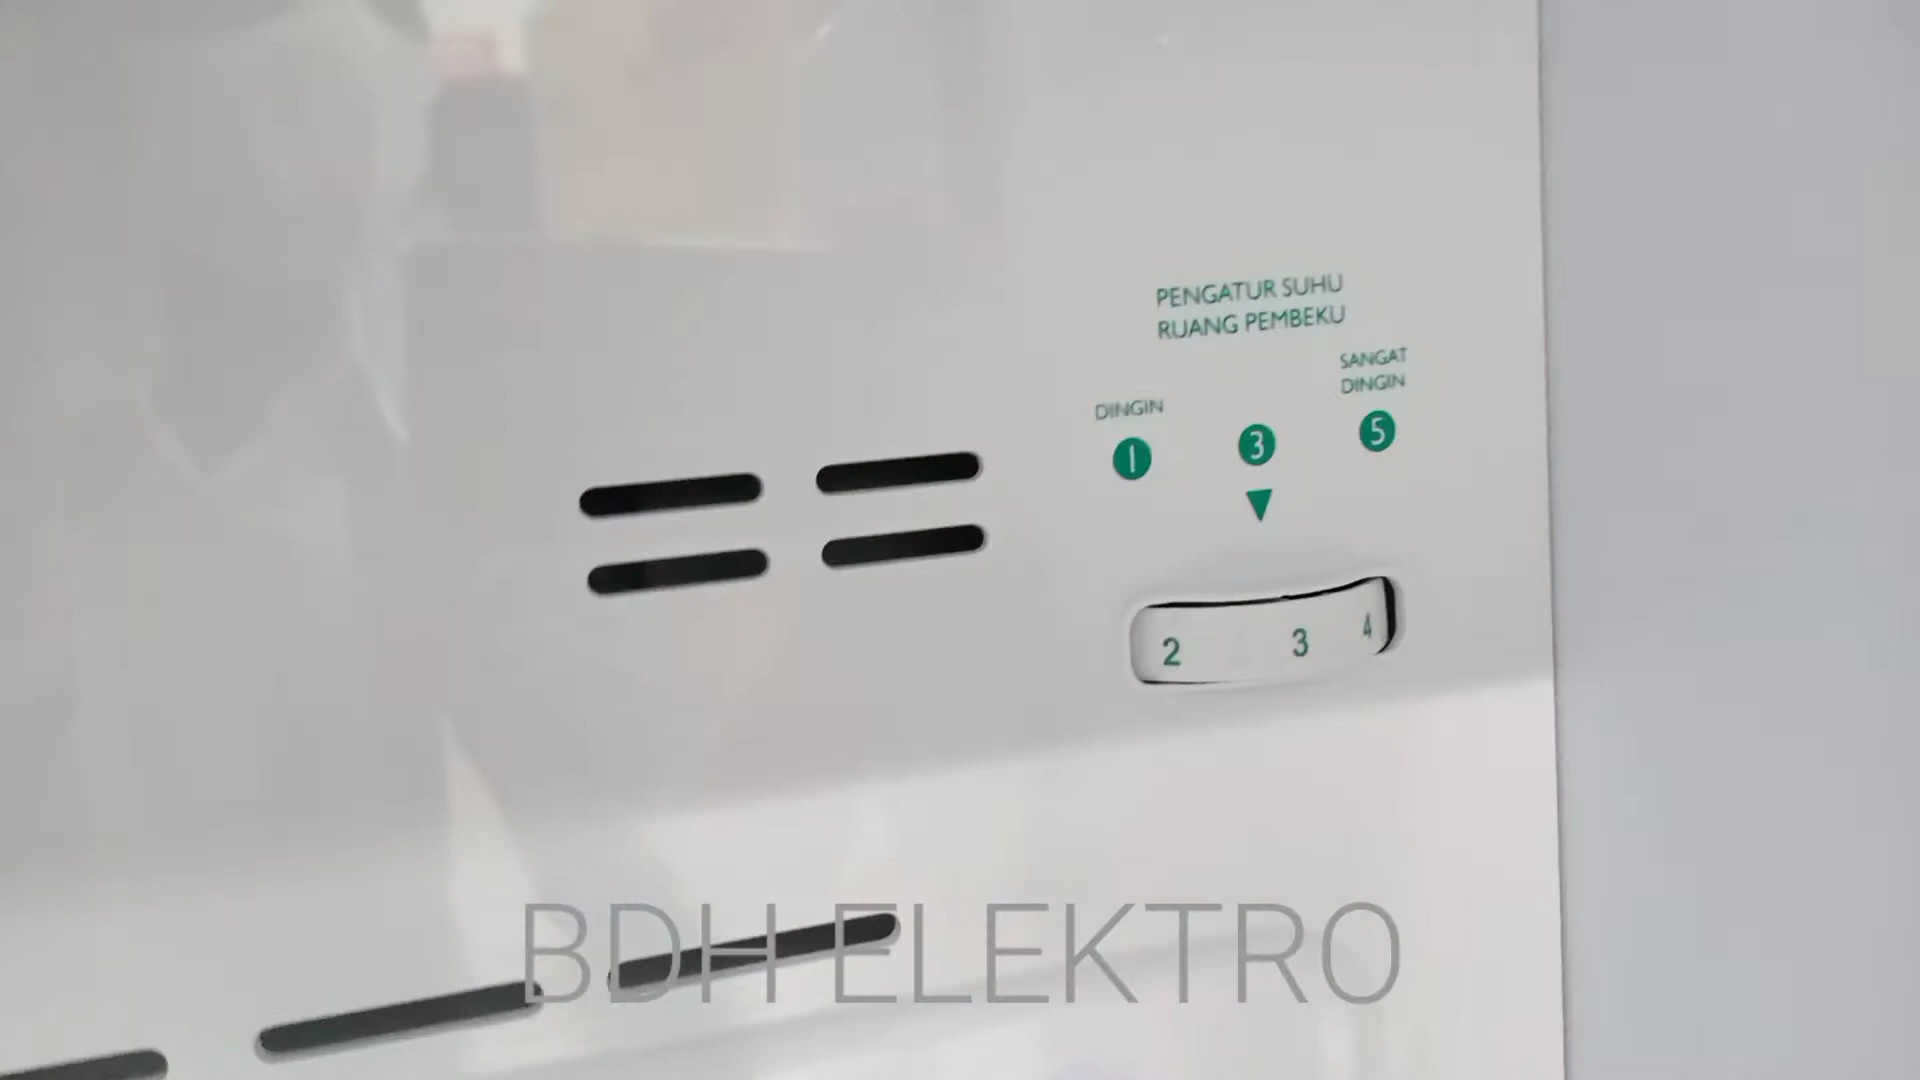 PENGATUR SUHU
RUANG PEMBEKU
SANGAT
DINGIN
DINGIN
1 3 5
2 3 4
BDH ELEKTRO